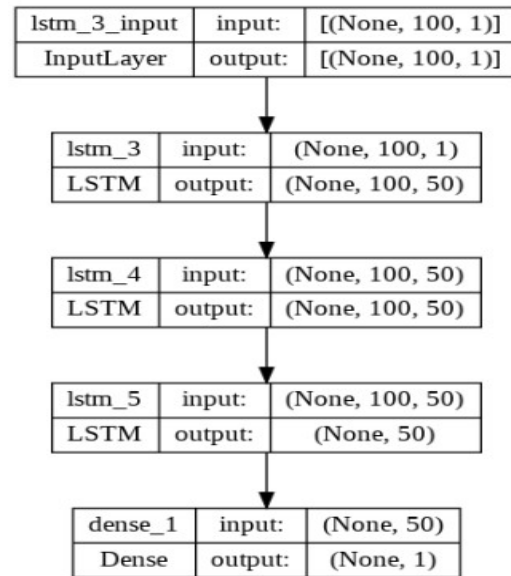 lstm_3_input input: [(None, 100, 1)]
InputLayer output: [(None, 100, 1)]
lstm_3 input: (None, 100, 1)
LSTM output: (None, 100, 50)
lstm_4 input: (None, 100, 50)
LSTM output: (None, 100, 50)
lstm_5 input: (None, 100, 50)
LSTM output: (None, 50)
dense_1 input: (None, 50)
Dense output: (None, 1)